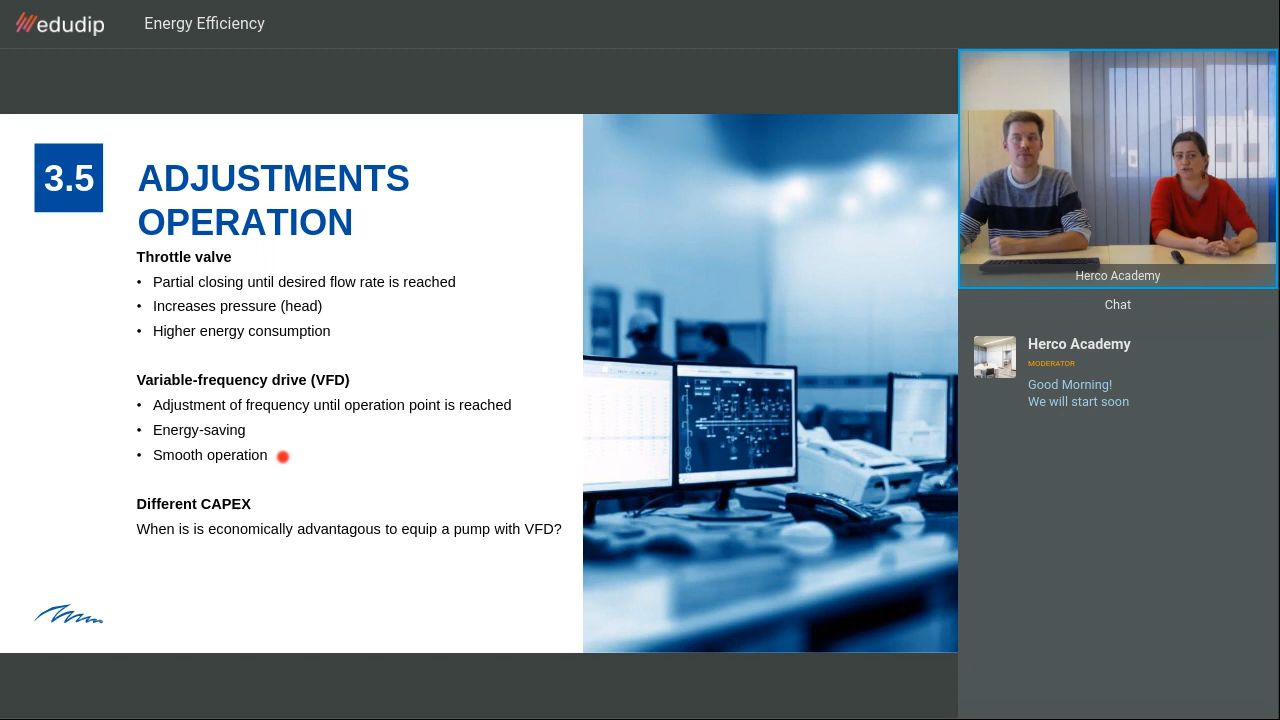 edudip
Energy Efficiency
3.5
ADJUSTMENTS
OPERATION
Throttle valve
• Partial closing until desired flow rate is reached
• Increases pressure (head)
• Higher energy consumption
Variable-frequency drive (VFD)
• Adjustment of frequency until operation point is reached
• Energy-saving
• Smooth operation
Different CAPEX
When is is economically advantagous to equip a pump with VFD?
Herco Academy
Chat
Herco Academy
MODERATOR
Good Morning!
We will start soon